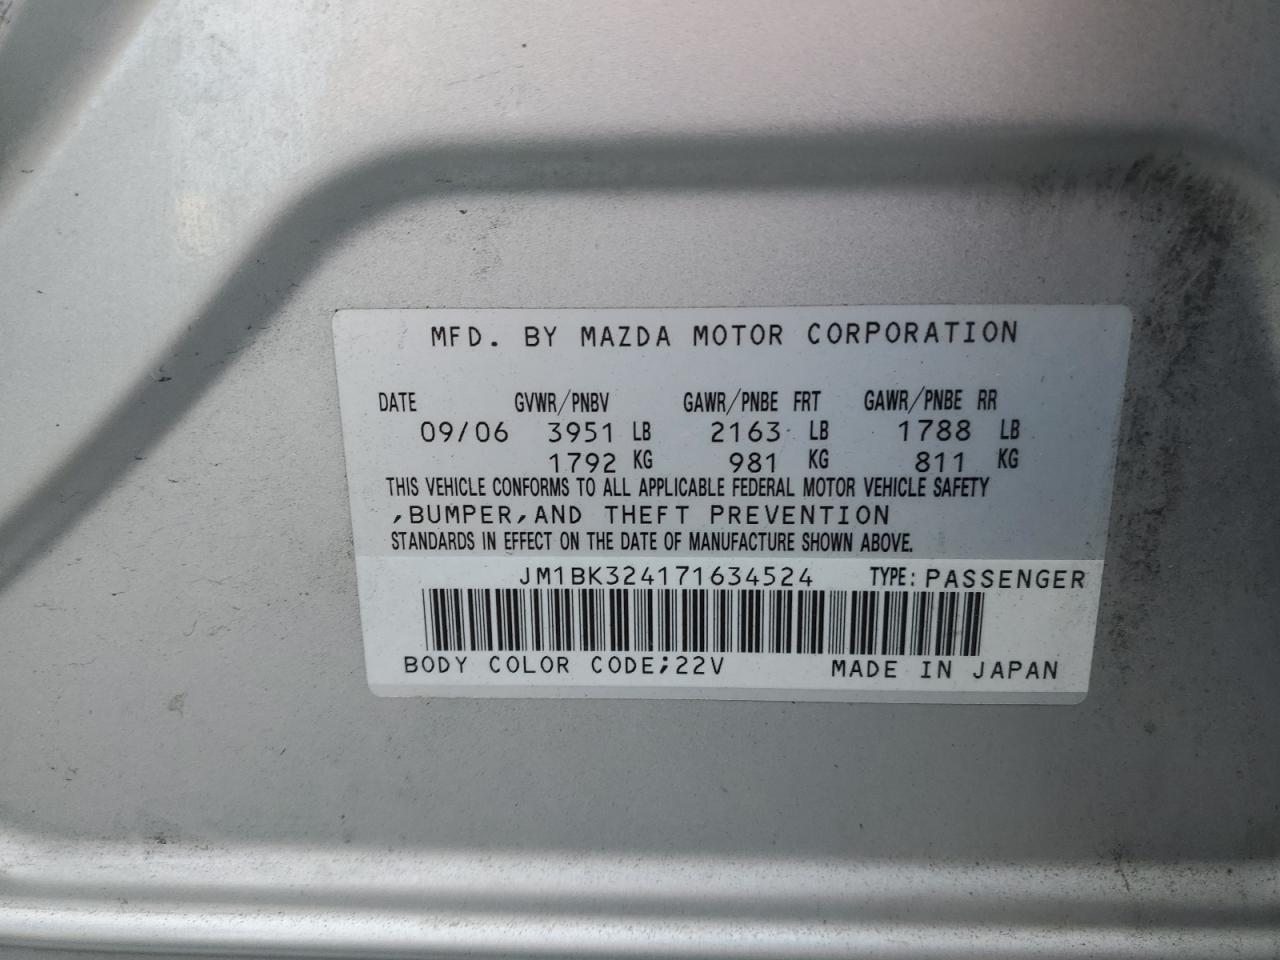 MFD. BY MAZDA MOTOR CORPORATION
DATE GVWR/PNBV GAWR/PNBE FRT GAWR/PNBE RR
09/06 3951 LB 2163 LB 1788 LB
1792 KG 981 KG 811 KG
THIS VEHICLE CONFORMS TO ALL APPLICABLE FEDERAL MOTOR VEHICLE SAFETY
,BUMPER,AND THEFT PREVENTION
STANDARDS IN EFFECT ON THE DATE OF MANUFACTURE SHOWN ABOVE.
JM1BK324171634524 TYPE: PASSENGER
BODY COLOR CODE;22V MADE IN JAPAN